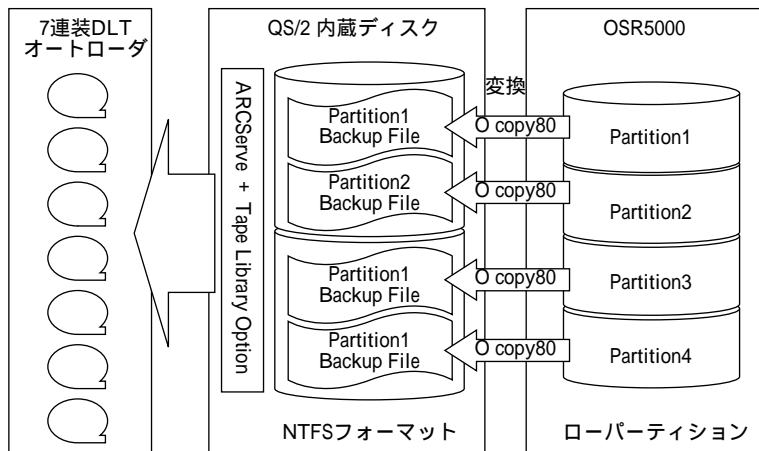 7連装DLT
オートローダ
QS/2 内蔵ディスク
ARCServe + Tape Library Option
Partition1
Backup File
Partition2
Backup File
Partition1
Backup File
Partition1
Backup File
NTFSフォーマット
変換
O copy80
O copy80
O copy80
O copy80
OSR5000
Partition1
Partition2
Partition3
Partition4
ローパーティション